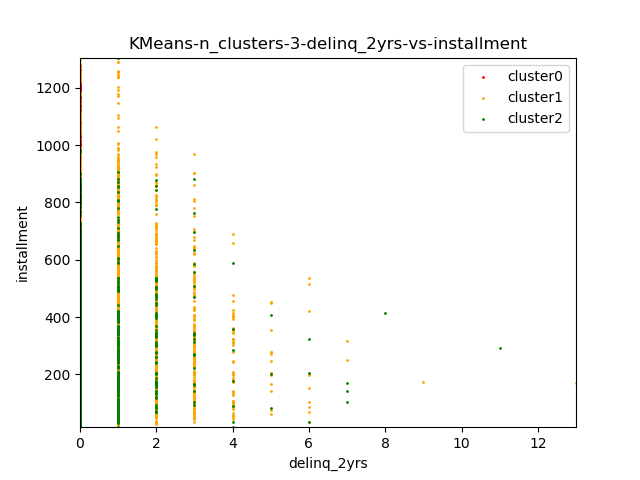 KMeans-n_clusters-3-delinq_2yrs-vs-installment
cluster0
cluster1
cluster2
1200
1000
800
600
400
200
installment
0 2 4 6 8 10 12
delinq_2yrs